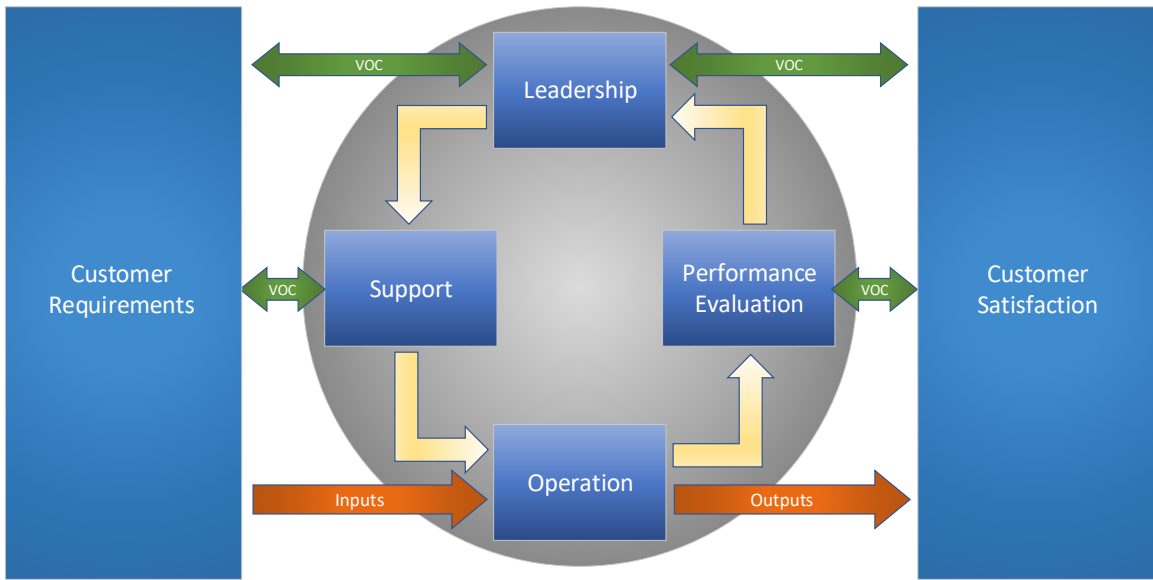 VOC
Leadership
VOC
Customer
Requirements
VOC
Support
Performance
Evaluation
VOC
Customer
Satisfaction
Inputs
Operation
Outputs